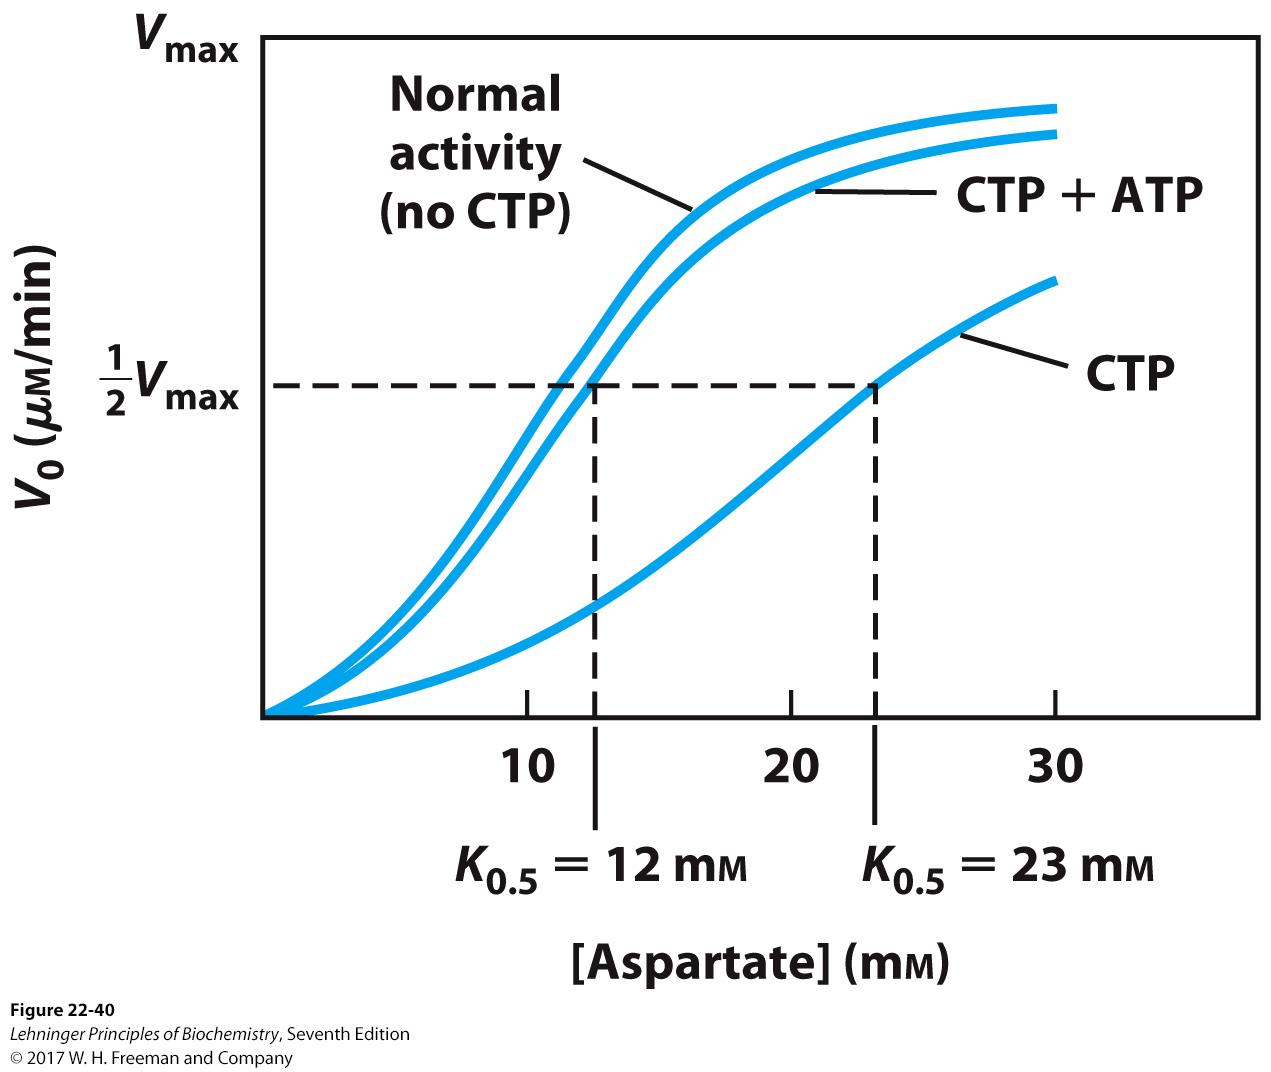 Vmax
Normal
activity
(no CTP)
CTP + ATP
CTP
1/2 Vmax
V0 (μM/min)
10 20 30
K0.5 = 12 mM K0.5 = 23 mM
[Aspartate] (mM)
Figure 22-40
Lehninger Principles of Biochemistry, Seventh Edition
© 2017 W. H. Freeman and Company